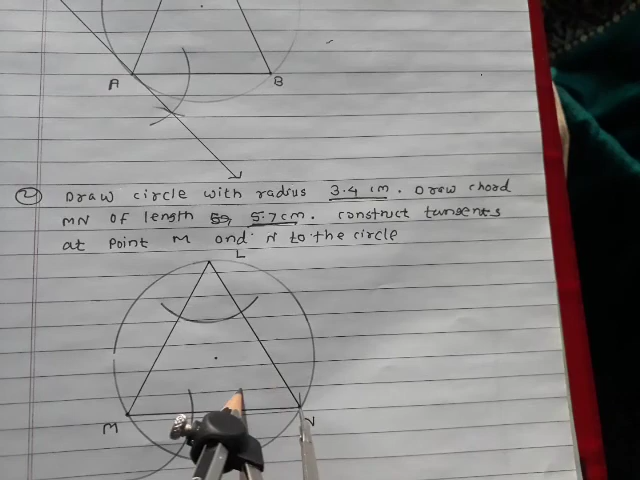 A B
② Draw circle with radius 3.4 cm. Draw chord
MN of length 5.7cm. construct tangents
at point M and N to the circle
L
M N